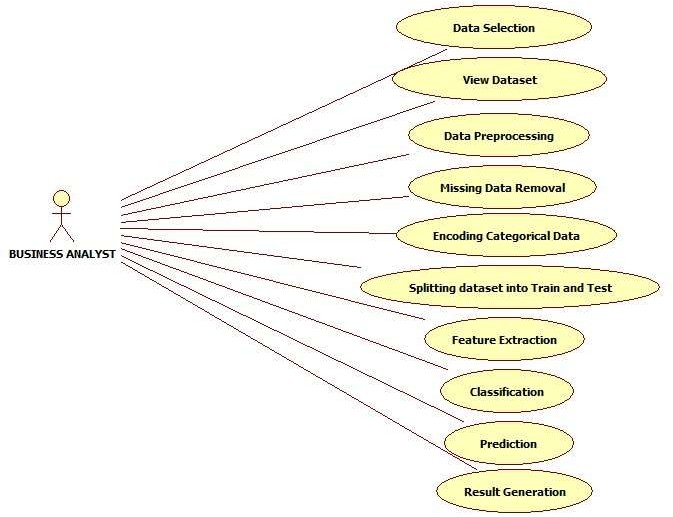 Data Selection
View Dataset
Data Preprocessing
Missing Data Removal
BUSINESS ANALYST
Encoding Categorical Data
Splitting dataset into Train and Test
Feature Extraction
Classification
Prediction
Result Generation